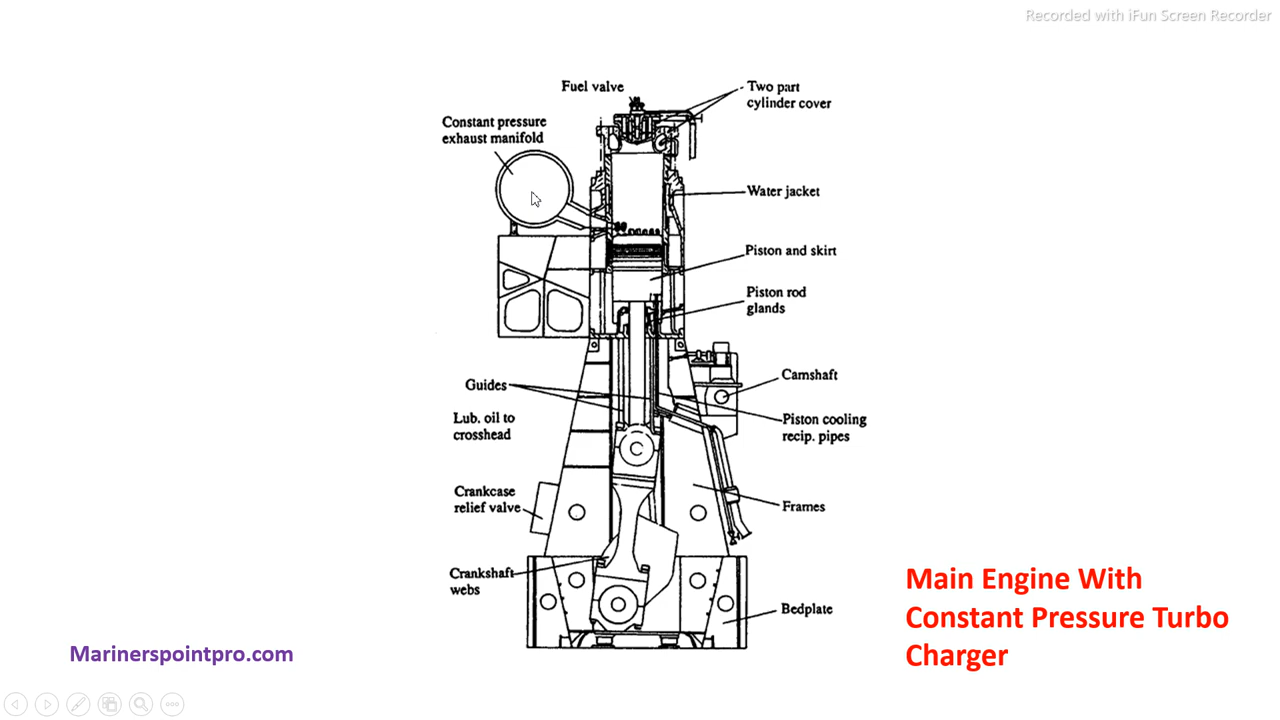 Recorded with iFun Screen Recorder
Fuel valve
Two part
cylinder cover
Constant pressure
exhaust manifold
Water jacket
Piston and skirt
Piston rod
glands
Camshaft
Guides
Lub. oil to
crosshead
Piston cooling
recip. pipes
Crankcase
relief valve
Frames
Crankshaft
webs
Bedplate
Main Engine With
Constant Pressure Turbo
Charger
Marinerspointpro.com